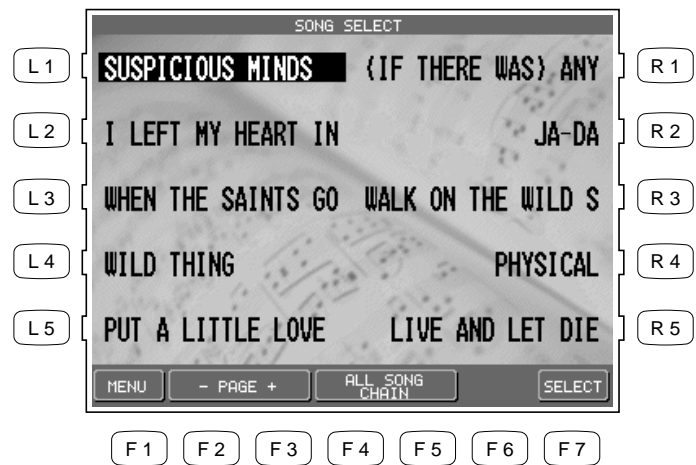 SONG SELECT
L 1 SUSPICIOUS MINDS (IF THERE WAS) ANY R 1
L 2 I LEFT MY HEART IN JA-DA R 2
L 3 WHEN THE SAINTS GO WALK ON THE WILD S R 3
L 4 WILD THING PHYSICAL R 4
L 5 PUT A LITTLE LOVE LIVE AND LET DIE R 5
MENU - PAGE + ALL SONG CHAIN SELECT
F 1 F 2 F 3 F 4 F 5 F 6 F 7